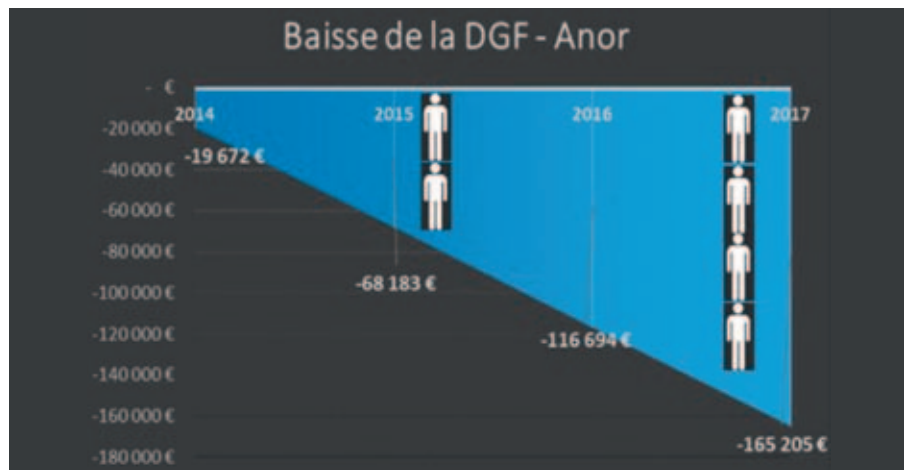 Baisse de la DGF - Anor
- €
2014 2015 2016 2017
-20 000 €
-19 672 €
-40 000 €
-60 000 €
-80 000 €
-68 183 €
-100 000 €
-120 000 €
-116 694 €
-140 000 €
-160 000 €
-165 205 €
-180 000 €